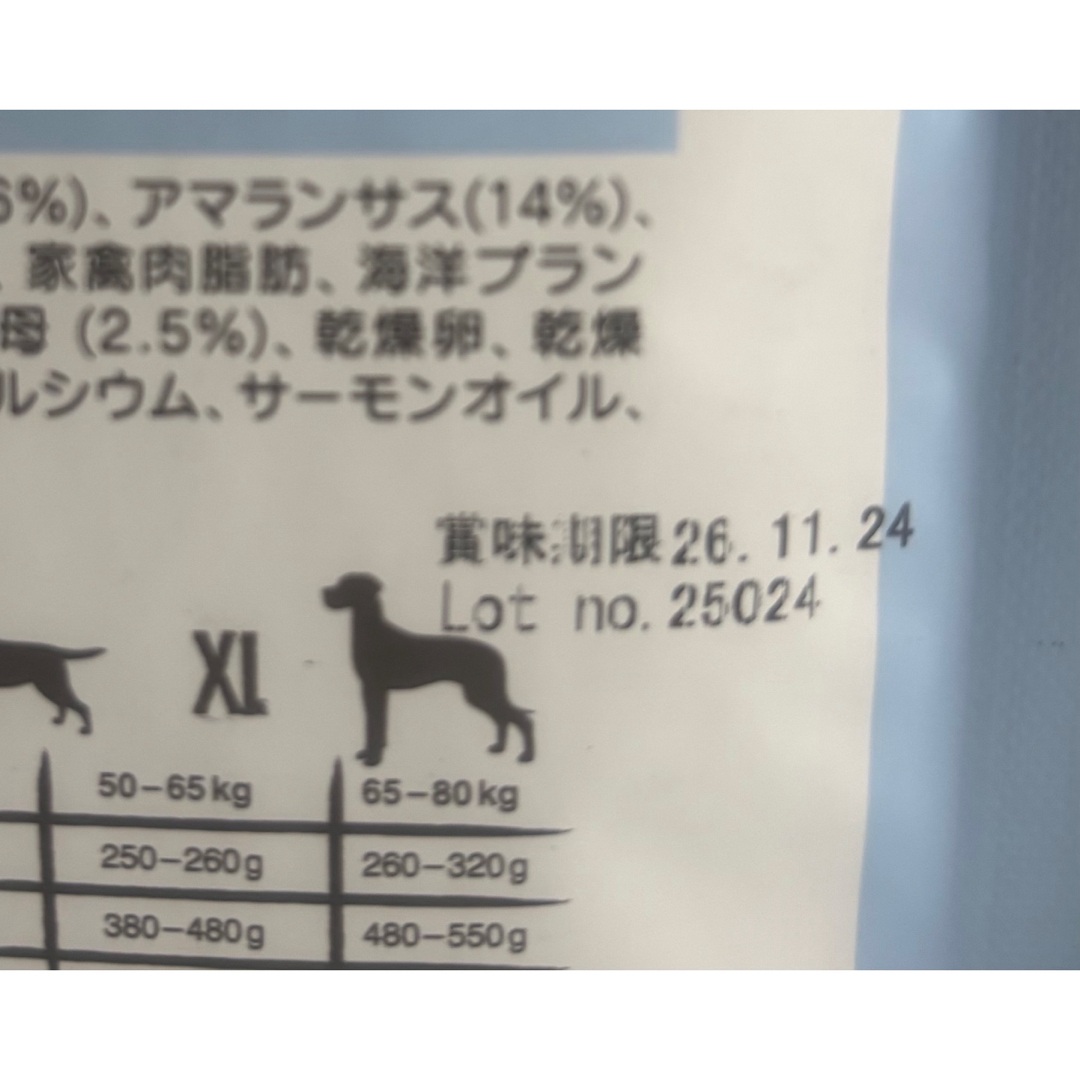 6%)、アマランサス(14%)、
家禽肉脂肪、海洋プラン
母 (2.5%)、乾燥卵、乾燥
ルシウム、サーモンオイル、
賞味期限 26.11.24
Lot no. 25024
XL
50–65kg 65–80kg
250–260g 260–320g
380–480g 480–550g